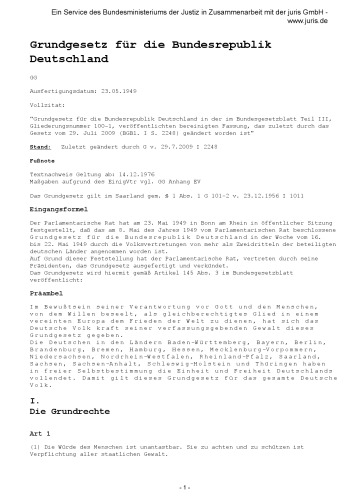 Ein Service des Bundesministeriums der Justiz in Zusammenarbeit mit der juris GmbH -
www.juris.de
Grundgesetz für die Bundesrepublik
Deutschland
GG
Ausfertigungsdatum: 23.05.1949
Vollzitat:
"Grundgesetz für die Bundesrepublik Deutschland in der im Bundesgesetzblatt Teil III,
Gliederungsnummer 100-1, veröffentlichten bereinigten Fassung, das zuletzt durch das
Gesetz vom 29. Juli 2009 (BGBl. I S. 2248) geändert worden ist"
Stand: Zuletzt geändert durch G v. 29.7.2009 I 2248
Fußnote
Textnachweis Geltung ab: 14.12.1976
Maßgaben aufgrund des EinigVtr vgl. GG Anhang EV
Das Grundgesetz gilt im Saarland gem. § 1 Abs. 1 G 101-2 v. 23.12.1956 I 1011
Eingangsformel
Der Parlamentarische Rat hat am 23. Mai 1949 in Bonn am Rhein in öffentlicher Sitzung
festgestellt, daß das am 8. Mai des Jahres 1949 vom Parlamentarischen Rat beschlossene
Grundgesetz für die Bundesrepublik Deutschland in der Woche vom 16.
bis 22. Mai 1949 durch die Volksvertretungen von mehr als Zweidritteln der beteiligten
deutschen Länder angenommen worden ist.
Auf Grund dieser Feststellung hat der Parlamentarische Rat, vertreten durch seine
Präsidenten, das Grundgesetz ausgefertigt und verkündet.
Das Grundgesetz wird hiermit gemäß Artikel 145 Abs. 3 im Bundesgesetzblatt
veröffentlicht:
Präambel
Im Bewußtsein seiner Verantwortung vor Gott und den Menschen,
von dem Willen beseelt, als gleichberechtigtes Glied in einem
vereinten Europa dem Frieden der Welt zu dienen, hat sich das
Deutsche Volk kraft seiner verfassungsgebenden Gewalt dieses
Grundgesetz gegeben.
Die Deutschen in den Ländern Baden-Württemberg, Bayern, Berlin,
Brandenburg, Bremen, Hamburg, Hessen, Mecklenburg-Vorpommern,
Niedersachsen, Nordrhein-Westfalen, Rheinland-Pfalz, Saarland,
Sachsen, Sachsen-Anhalt, Schleswig-Holstein und Thüringen haben
in freier Selbstbestimmung die Einheit und Freiheit Deutschlands
vollendet. Damit gilt dieses Grundgesetz für das gesamte Deutsche
Volk.
I.
Die Grundrechte
Art 1
(1) Die Würde des Menschen ist unantastbar. Sie zu achten und zu schützen ist
Verpflichtung aller staatlichen Gewalt.
- 1 -